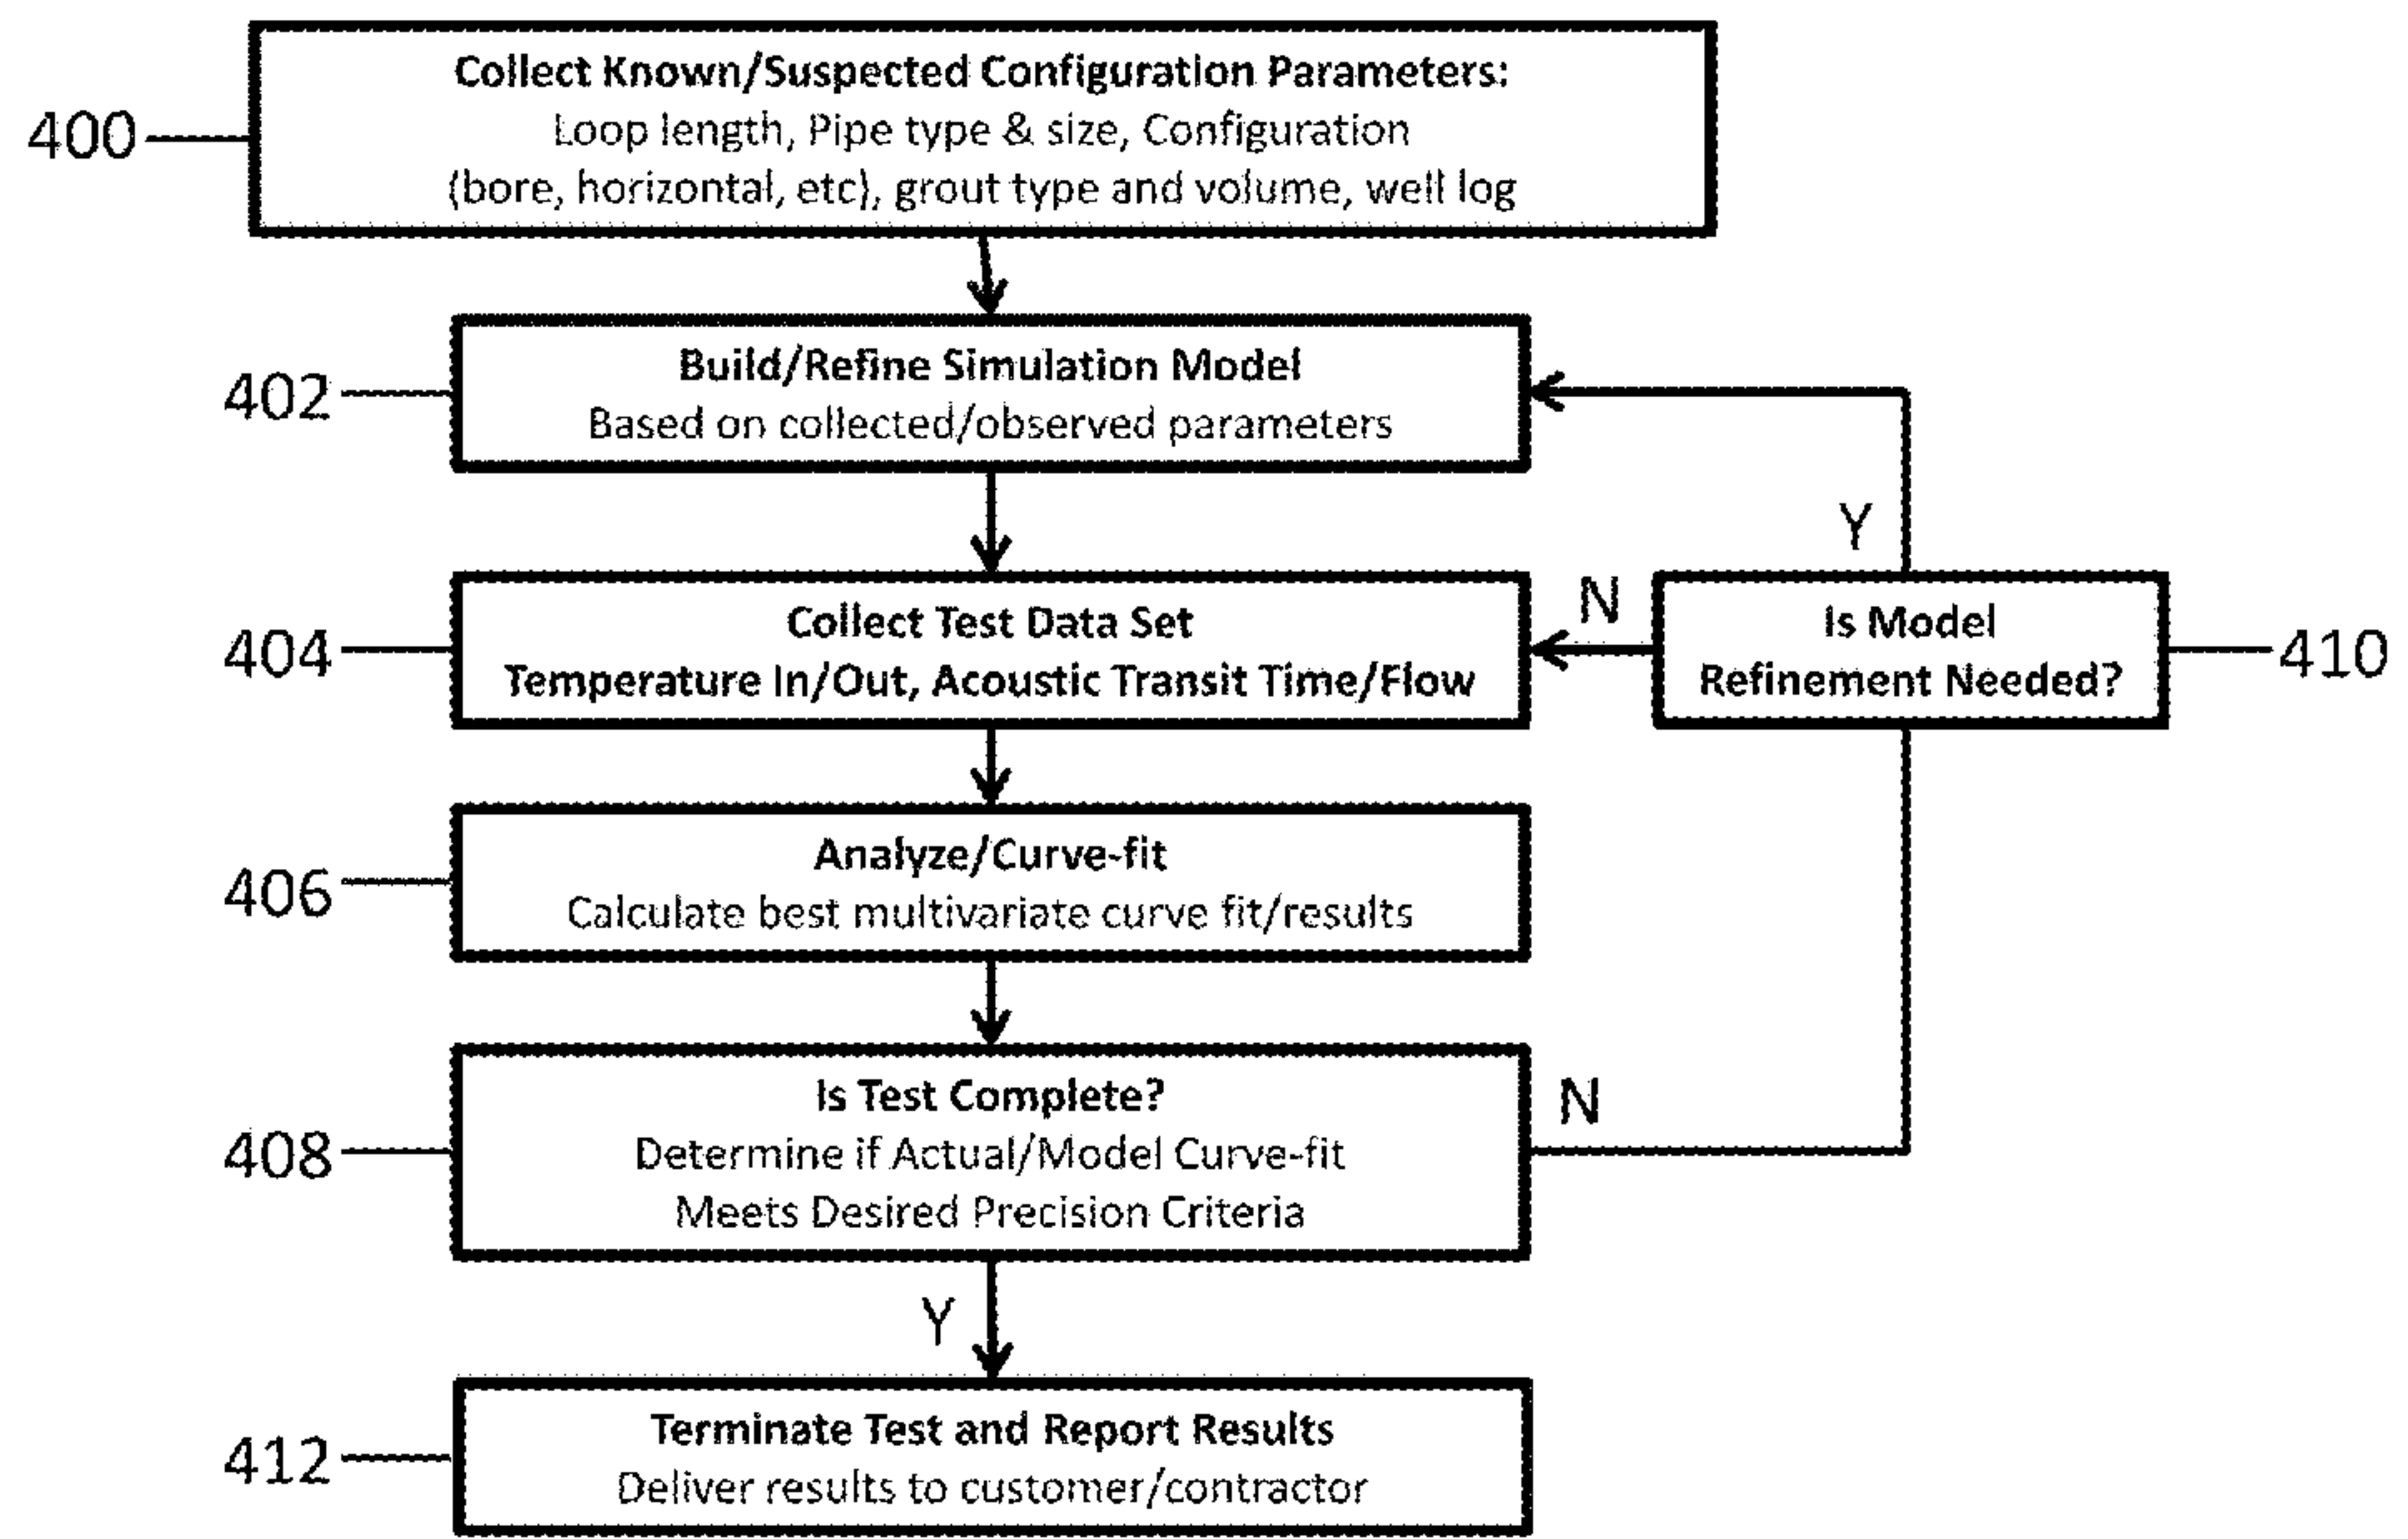 Collect Known/Suspected Configuration Parameters:
Loop length, Pipe type & size, Configuration
(bore, horizontal, etc), grout type and volume, well log
400
Build/Refine Simulation Model
Based on collected/observed parameters
402
Y
Collect Test Data Set
Temperature In/Out, Acoustic Transit Time/Flow
404
N
Is Model
Refinement Needed?
410
Analyze/Curve-fit
Calculate best multivariate curve fit/results
406
Is Test Complete?
Determine if Actual/Model Curve-fit
Meets Desired Precision Criteria
408
N
Y
Terminate Test and Report Results
Deliver results to customer/contractor
412